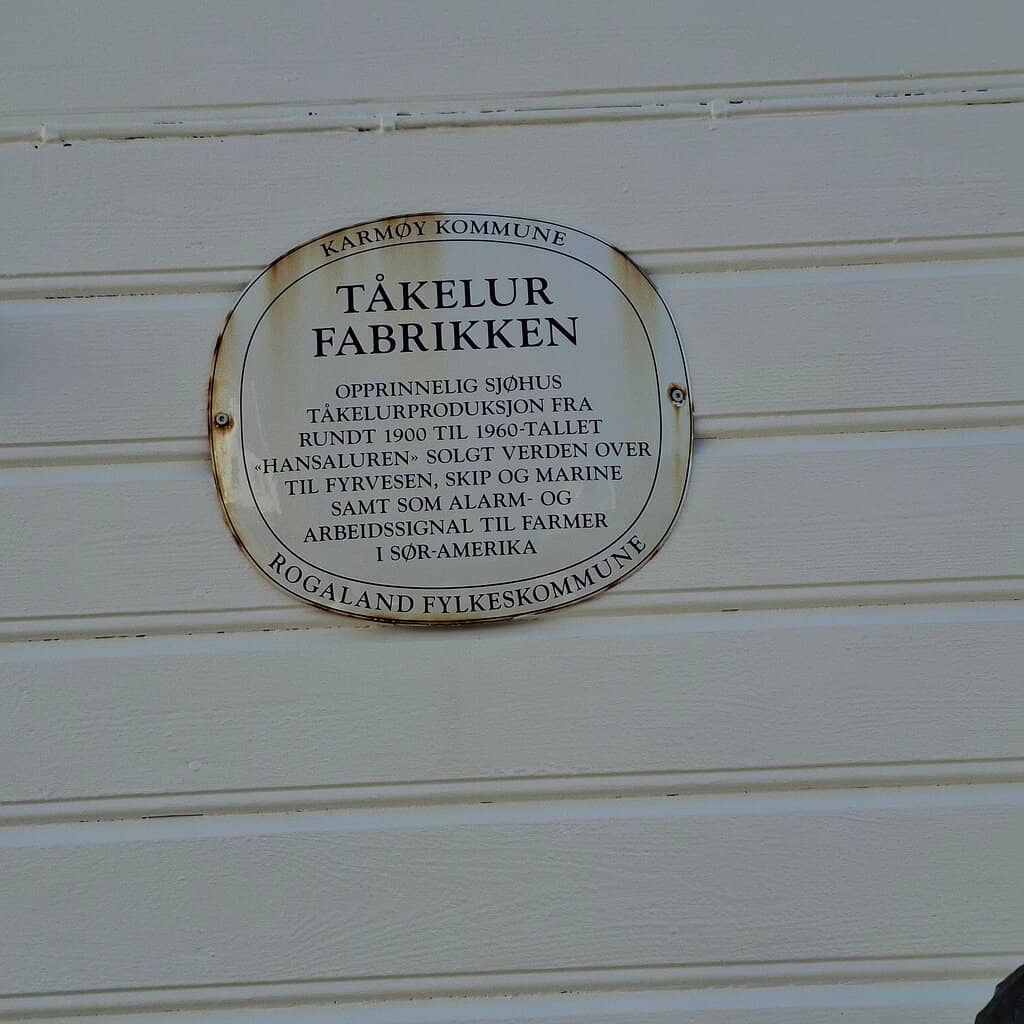 KARMØY KOMMUNE
TÅKELUR
FABRIKKEN
OPPRINNELIG SJØHUS
TÅKELURPRODUKSJON FRA
RUNDT 1900 TIL 1960-TALLET
«HANSALUREN» SOLGT VERDEN OVER
TIL FYRVESEN, SKIP OG MARINE
SAMT SOM ALARM- OG
ARBEIDSSIGNAL TIL FARMER
I SØR-AMERIKA
ROGALAND FYLKESKOMMUNE